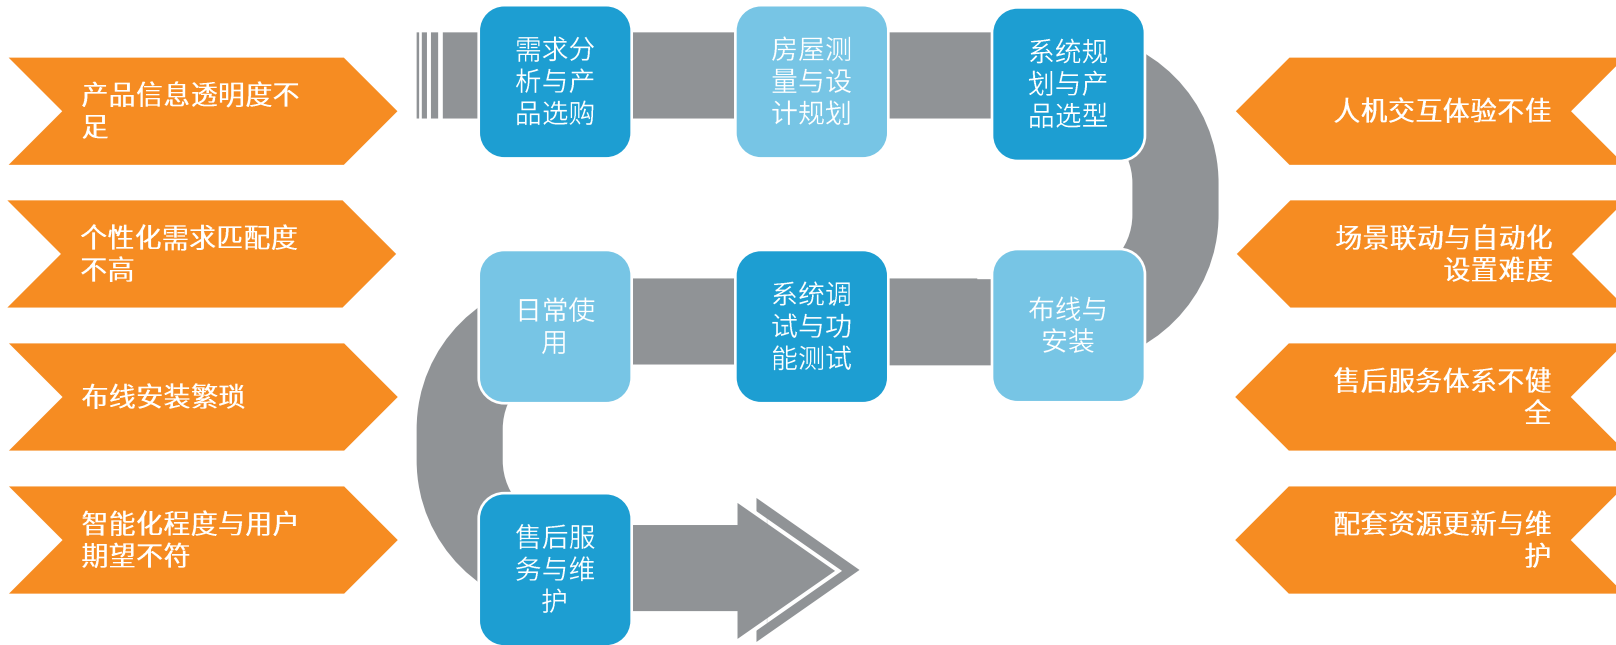 产品信息透明度不
足
个性化需求匹配度
不高
布线安装繁琐
智能化程度与用户
期望不符
需求分
析与产
品选购
房屋测
量与设
计规划
系统规
划与产
品选型
布线与
安装
系统调
试与功
能测试
日常使
用
售后服
务与维
护
人机交互体验不佳
场景联动与自动化
设置难度
售后服务体系不健
全
配套资源更新与维
护